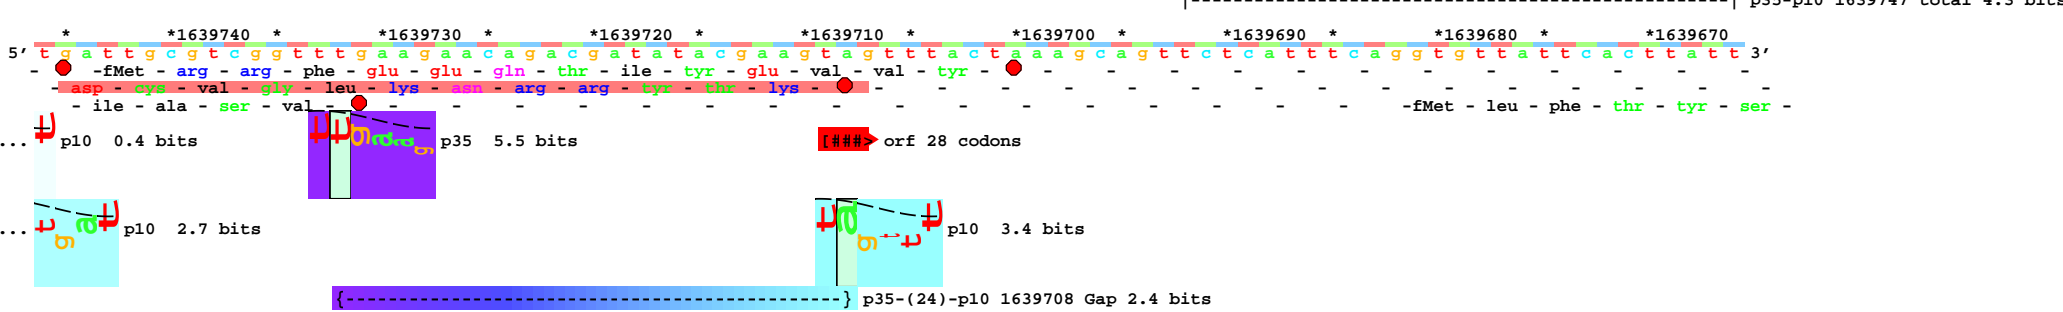 |----------------------------------------------------| p35-p10 1639747 total 4.3 bits
* *1639740 * *1639730 * *1639720 * *1639710 * *1639700 * *1639690 * *1639680 * *1639670
5' t g a t t g c g t c g g t t t g a a g a a c a g a c g a t a t a c g a a g t a g t t t a c t a a a g c a g t t c t c a t t t c a g g t g t t a t t c a c t t a t t 3'
- -fMet - arg - arg - phe - glu - glu - gln - thr - ile - tyr - glu - val - val - tyr - - - - - - - - - - - - -
- asp - cys - val - gly - leu - lys - asn - arg - arg - tyr - thr - lys - - - - - - - - - - - - - - - -
- ile - ala - ser - val - - - - - - - - - - - - - - - - - -fMet - leu - phe - thr - tyr - ser -
... t p10 0.4 bits t t g a a g p35 5.5 bits [###> orf 28 codons
... t g a t p10 2.7 bits t a g t t t p10 3.4 bits
{-----------------------------------------------} p35-(24)-p10 1639708 Gap 2.4 bits